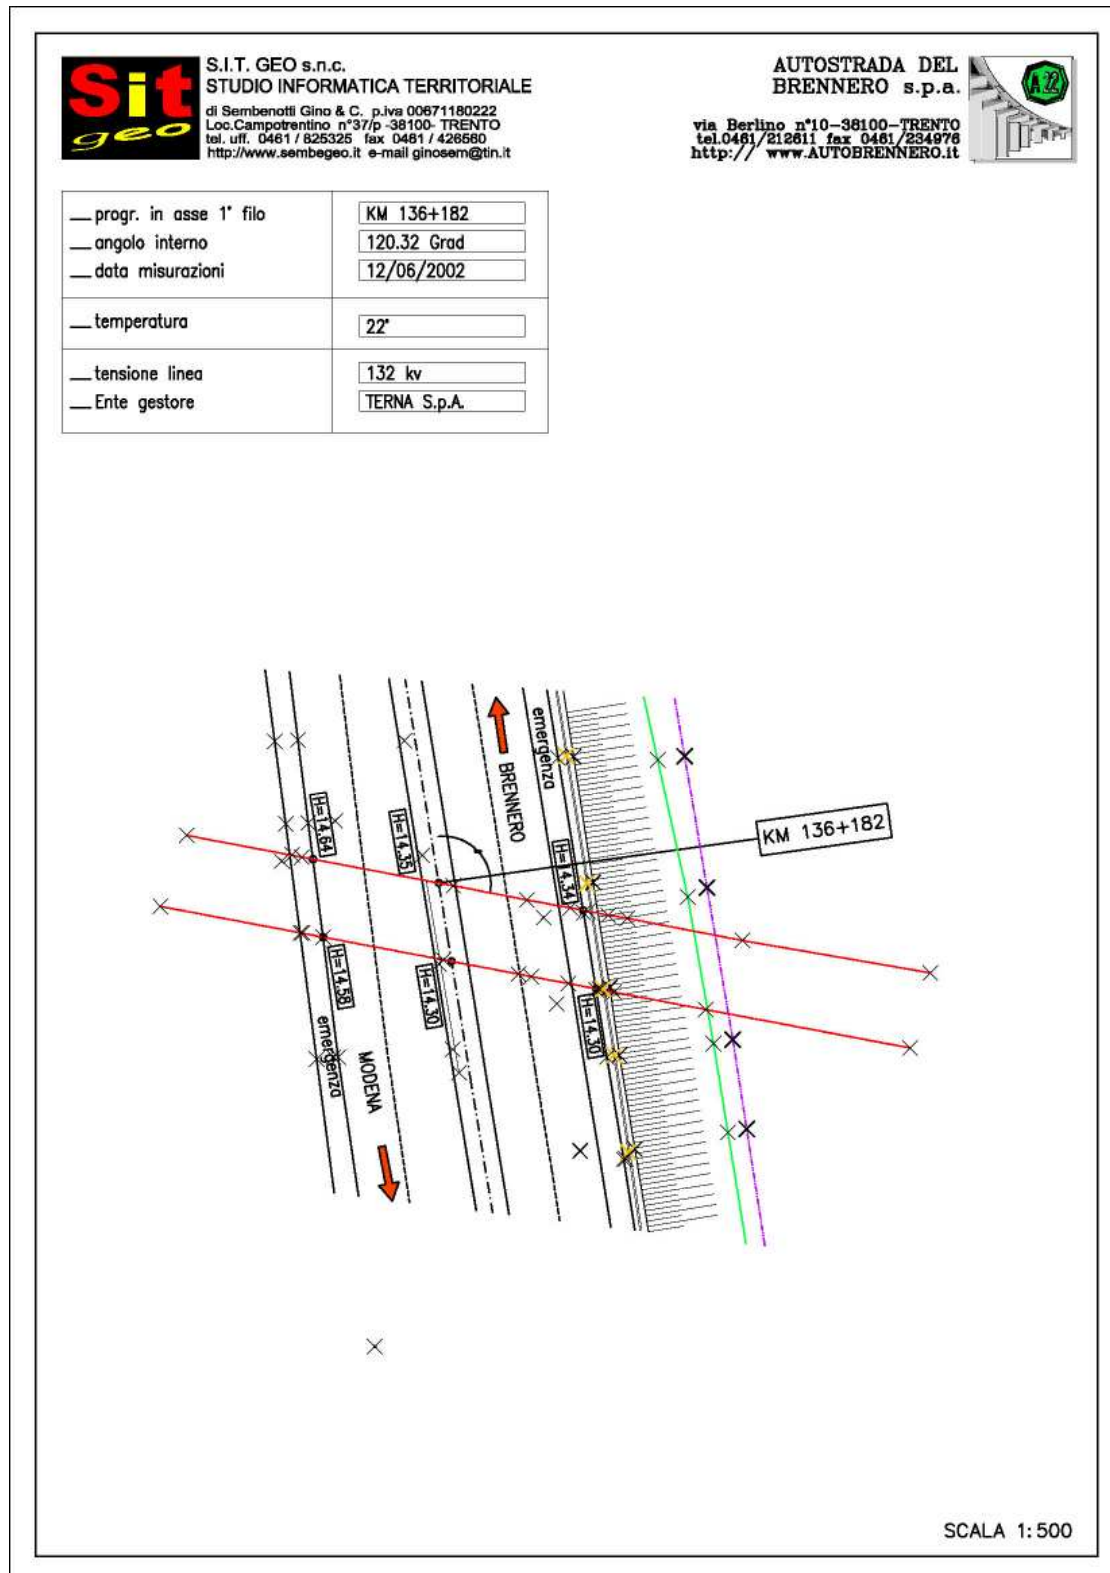 Sit
geo
S.I.T. GEO s.n.c.
STUDIO INFORMATICA TERRITORIALE
di Sembenotti Gino & C. p.iva 00671180222
Loc.Campotrentino n°37/p -38100- TRENTO
tel. uff. 0461 / 825325 fax 0461 / 426560
http://www.sembegeo.it e-mail ginosem@tin.it
AUTOSTRADA DEL
BRENNERO s.p.a.
via Berlino n°10-38100-TRENTO
tel.0461/212611 fax 0461/234976
http:// www.AUTOBRENNERO.it
A22
progr. in asse 1° filo KM 136+182
angolo interno 120.32 Grad
data misurazioni 12/06/2002
temperatura 22°
tensione linea 132 kv
Ente gestore TERNA S.p.A.
emergenza
BRENNERO
H=14.64
H=14.35
H=14.34
KM 136+182
H=14.58
H=14.30
H=14.30
emergenza
MODENA
SCALA 1:500